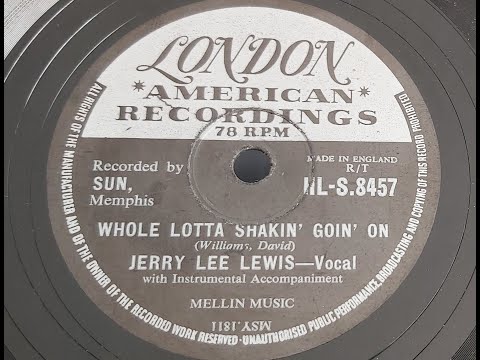 LONDON
*AMERICAN*
RECORDINGS
78 RPM
Recorded by
SUN,
Memphis
MADE IN ENGLAND
R/T
HL-S.8457
WHOLE LOTTA SHAKIN' GOIN' ON
(Williams, David)
JERRY LEE LEWIS—Vocal
with Instrumental Accompaniment
MELLIN MUSIC
MSY.1811
ALL RIGHTS OF THE MANUFACTURER AND OF THE OWNER OF THE RECORDED WORK RESERVED·UNAUTHORISED PUBLIC PERFORMANCE BROADCASTING AND COPYING OF THIS RECORD PROHIBITED